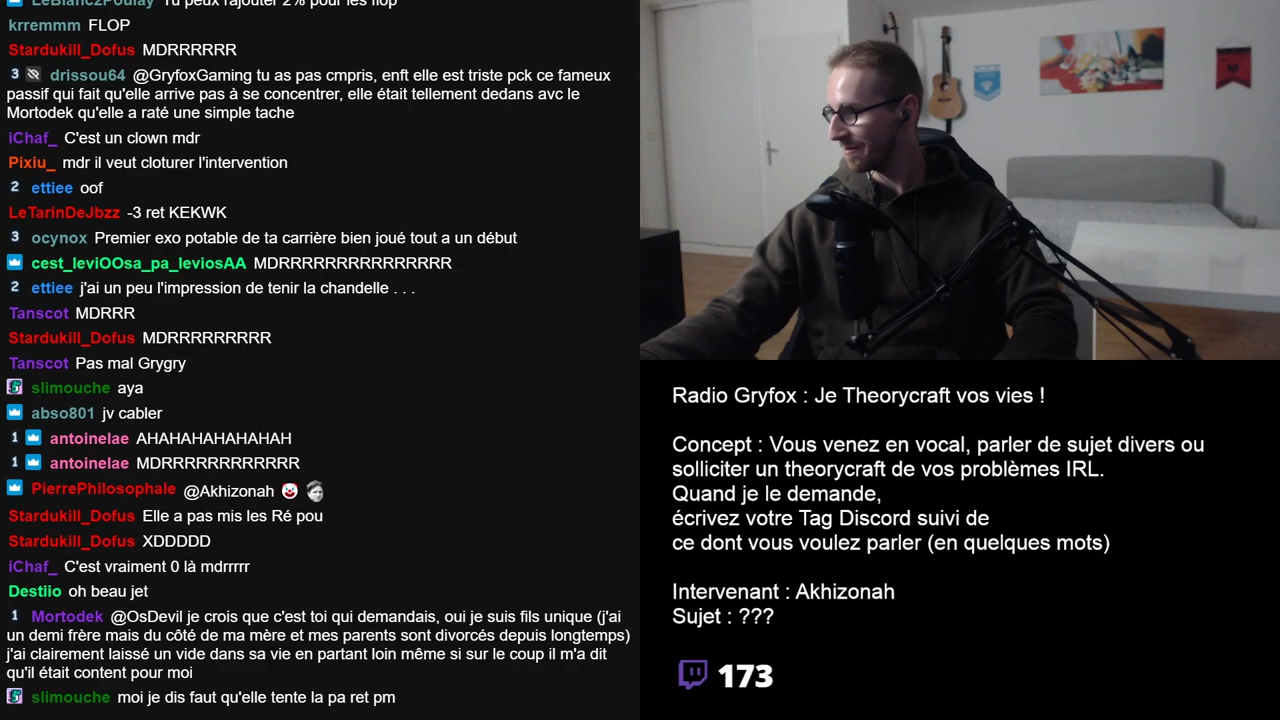 LeBlanc2Poulay Tu peux rajouter 2% pour les flop
krremmm FLOP
Stardukill_Dofus MDRRRRRR
3 drissou64 @GryfoxGaming tu as pas cmpris, enft elle est triste pck ce fameux
passif qui fait qu'elle arrive pas à se concentrer, elle était tellement dedans avc le
Mortodek qu'elle a raté une simple tache
iChaf_ C'est un clown mdr
Pixiu_ mdr il veut cloturer l'intervention
2 ettiee oof
LeTarinDeJbzz -3 ret KEKWK
3 ocynox Premier exo potable de ta carrière bien joué tout a un début
cest_leviOOsa_pa_leviosAA MDRRRRRRRRRRRRRRR
2 ettiee j'ai un peu l'impression de tenir la chandelle . . .
Tanscot MDRRR
Stardukill_Dofus MDRRRRRRRRR
Tanscot Pas mal Grygry
slimouche aya
abso801 jv cabler
1 antoinelae AHAHAHAHAHAHAH
1 antoinelae MDRRRRRRRRRRRR
PierrePhilosophale @Akhizonah
Stardukill_Dofus Elle a pas mis les Ré pou
Stardukill_Dofus XDDDDD
iChaf_ C'est vraiment 0 là mdrrrrr
Destiio oh beau jet
1 Mortodek @OsDevil je crois que c'est toi qui demandais, oui je suis fils unique (j'ai
un demi frère mais du côté de ma mère et mes parents sont divorcés depuis longtemps)
j'ai clairement laissé un vide dans sa vie en partant loin même si sur le coup il m'a dit
qu'il était content pour moi
slimouche moi je dis faut qu'elle tente la pa ret pm
Radio Gryfox : Je Theorycraft vos vies !
Concept : Vous venez en vocal, parler de sujet divers ou
solliciter un theorycraft de vos problèmes IRL.
Quand je le demande,
écrivez votre Tag Discord suivi de
ce dont vous voulez parler (en quelques mots)
Intervenant : Akhizonah
Sujet : ???
173